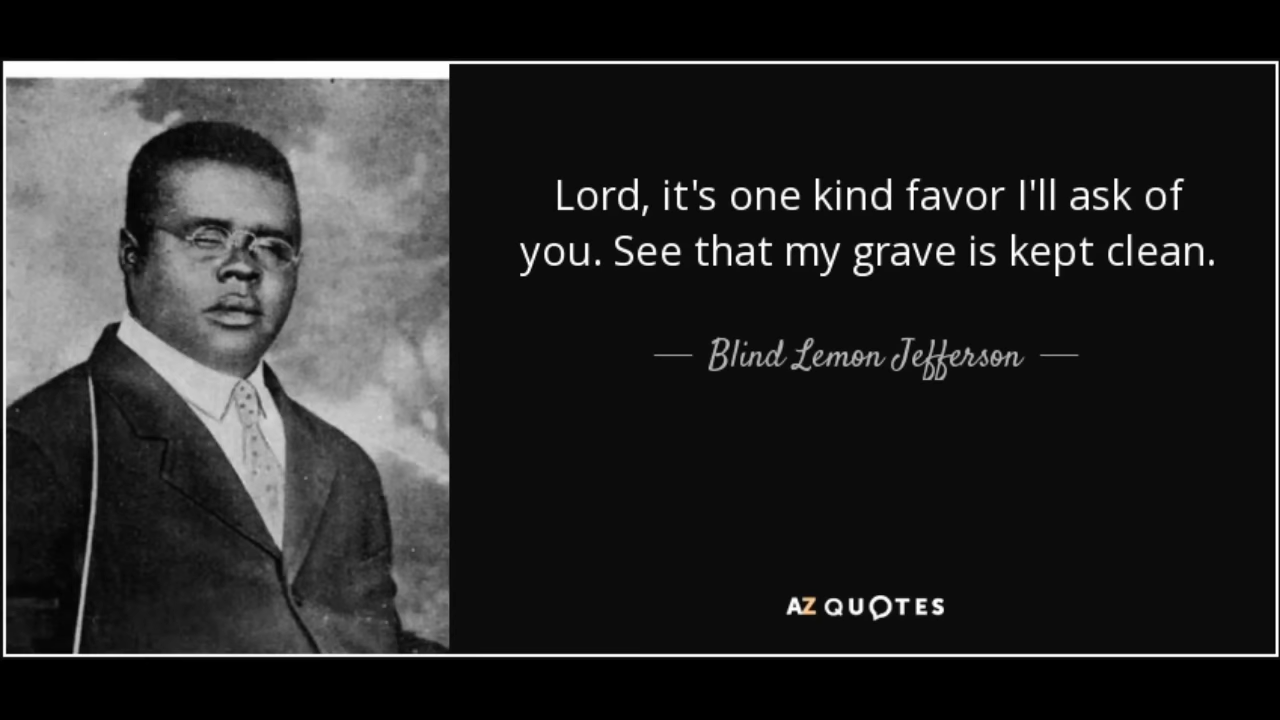 Lord, it's one kind favor I'll ask of
you. See that my grave is kept clean.
Blind Lemon Jefferson
AZ QUOTES